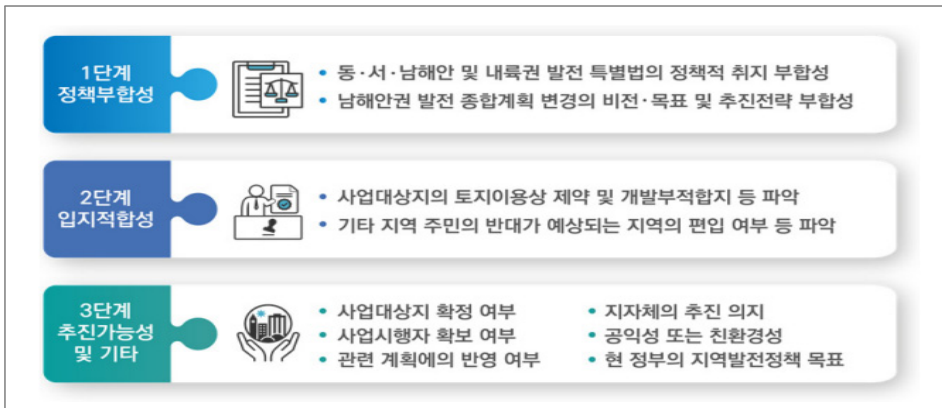 1단계
정책부합성
• 동·서·남해안 및 내륙권 발전 특별법의 정책적 취지 부합성
• 남해안권 발전 종합계획 변경의 비전·목표 및 추진전략 부합성
2단계
입지적합성
• 사업대상지의 토지이용상 제약 및 개발부적합지 등 파악
• 기타 지역 주민의 반대가 예상되는 지역의 편입 여부 등 파악
3단계
추진가능성
및 기타
• 사업대상지 확정 여부
• 사업시행자 확보 여부
• 관련 계획에의 반영 여부
• 지자체의 추진 의지
• 공익성 또는 친환경성
• 현 정부의 지역발전정책 목표